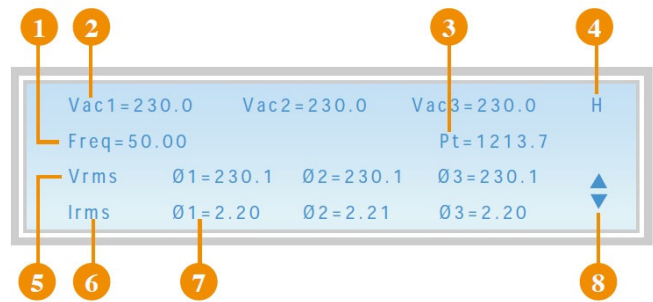 1 2 3 4
Vac1=230.0 Vac2=230.0 Vac3=230.0 H
Freq=50.00 Pt=1213.7
Vrms Ø1=230.1 Ø2=230.1 Ø3=230.1
Irms Ø1=2.20 Ø2=2.21 Ø3=2.20
5 6 7 8